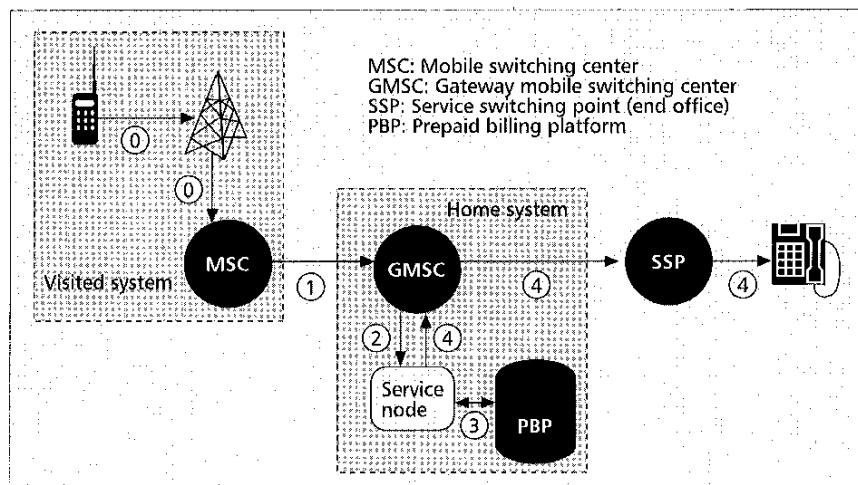 MSC: Mobile switching center
GMSC: Gateway mobile switching center
SSP: Service switching point (end office)
PBP: Prepaid billing platform
0
0
Home system
MSC
GMSC
SSP
Visited system
1
4
4
2
4
Service
node
3
PBP